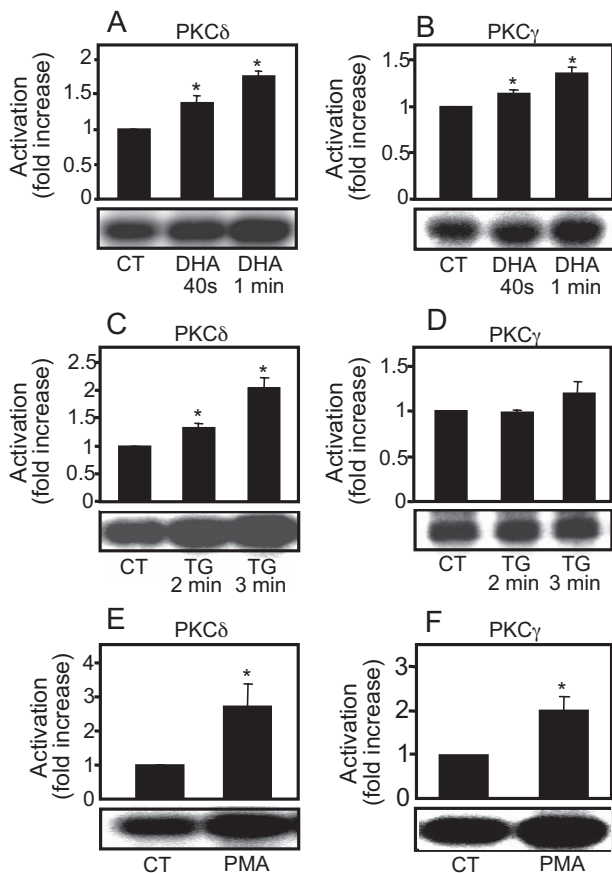 A
PKCδ
Activation
(fold increase)
2
1.5
1
0.5
0
*
*
CT
DHA
40s
DHA
1 min
B
PKCγ
Activation
(fold increase)
1.5
1
0.5
0
*
*
CT
DHA
40s
DHA
1 min
C
PKCδ
Activation
(fold increase)
2.5
2
1.5
1
0.5
0
*
*
CT
TG
2 min
TG
3 min
D
PKCγ
Activation
(fold increase)
1.5
1
0.5
0
CT
TG
2 min
TG
3 min
E
PKCδ
Activation
(fold increase)
4
3
2
1
0
*
CT
PMA
F
PKCγ
Activation
(fold increase)
3
2
1
0
*
CT
PMA